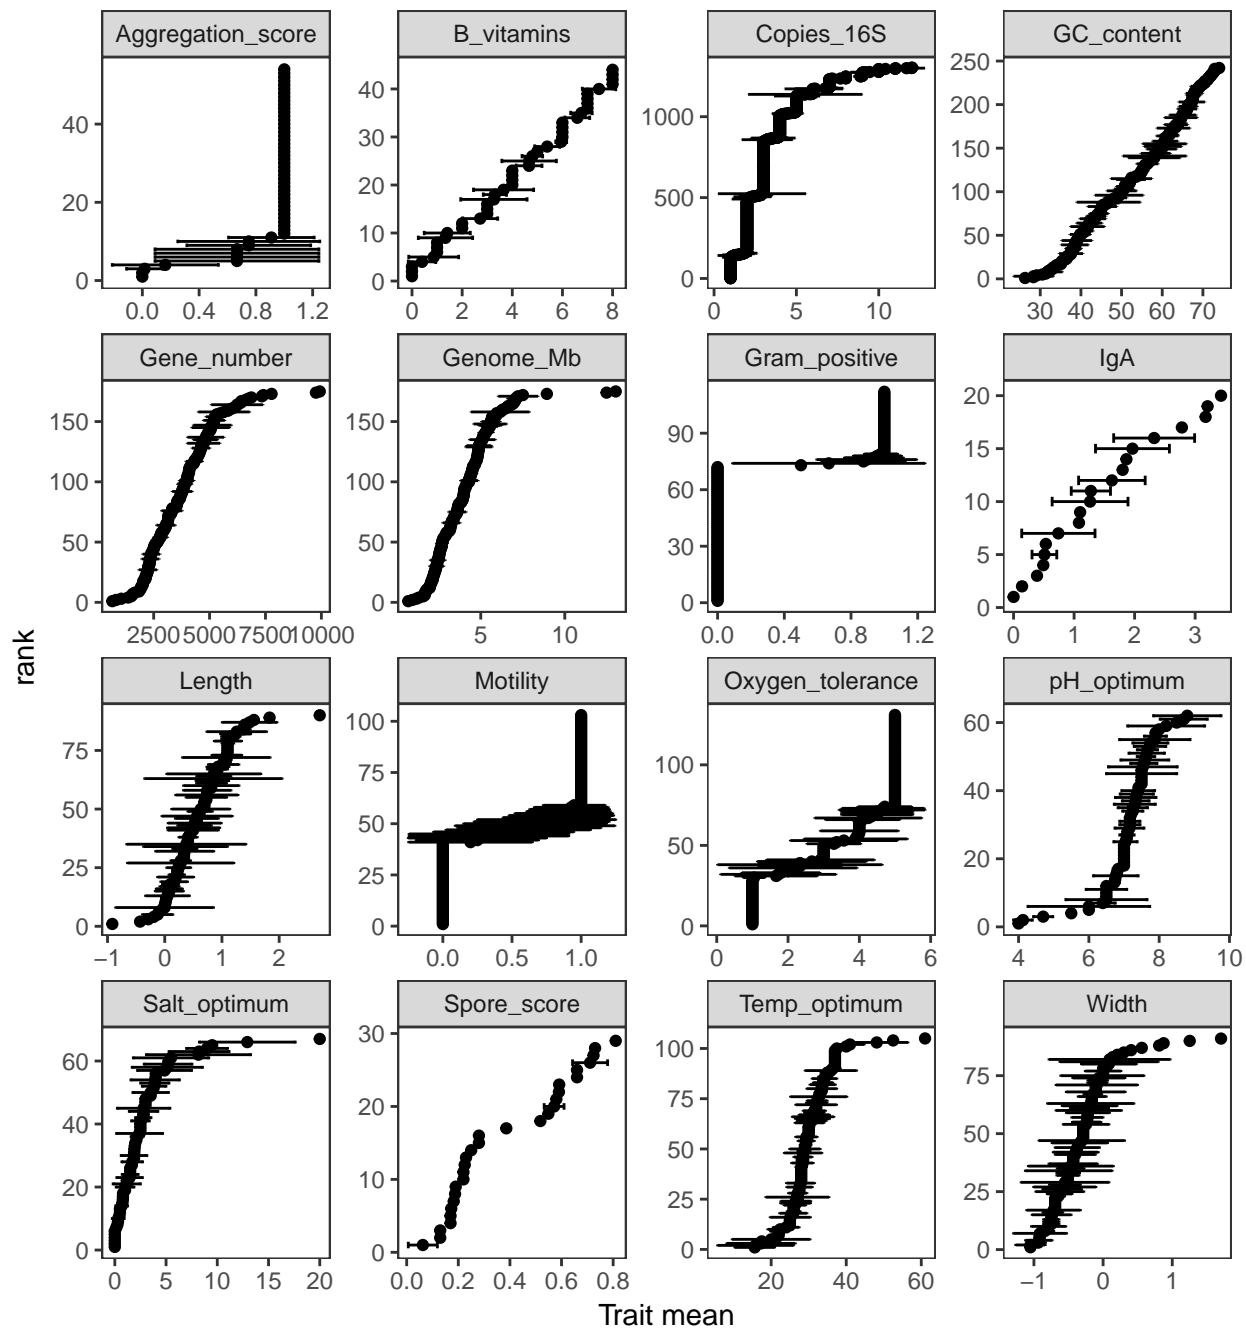 Aggregation_score B_vitamins Copies_16S GC_content
0 20 40
0.0 0.4 0.8 1.2
0 10 20 30 40
0 2 4 6 8
0 500 1000
0 5 10
0 50 100 150 200 250
30 40 50 60 70
Gene_number Genome_Mb Gram_positive IgA
0 50 100 150
2500 5000 7500 10000
0 50 100 150
5 10
0 30 60 90
0.0 0.4 0.8 1.2
0 5 10 15 20
0 1 2 3
rank
Length Motility Oxygen_tolerance pH_optimum
0 25 50 75
−1 0 1 2
0 25 50 75 100
0.0 0.5 1.0
0 50 100
0 2 4 6
0 20 40 60
4 6 8 10
Salt_optimum Spore_score Temp_optimum Width
0 20 40 60
0 5 10 15 20
0 10 20 30
0.0 0.2 0.4 0.6 0.8
0 25 50 75 100
20 40 60
0 25 50 75
−1 0 1
Trait mean